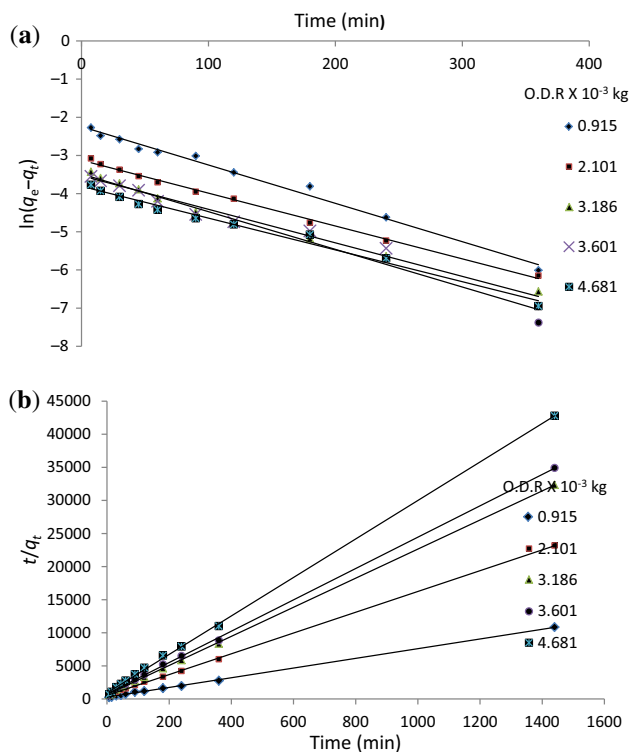 (a)
Time (min)
0 100 200 300 400
0
−1
−2
−3
−4
−5
−6
−7
−8
ln(qe−qt)
O.D.R X 10-3 kg
0.915
2.101
3.186
3.601
4.681
(b)
45000
40000
35000
30000
25000
20000
15000
10000
5000
0
t/qt
O.D.R X 10-3 kg
0.915
2.101
3.186
3.601
4.681
0 200 400 600 800 1000 1200 1400 1600
Time (min)